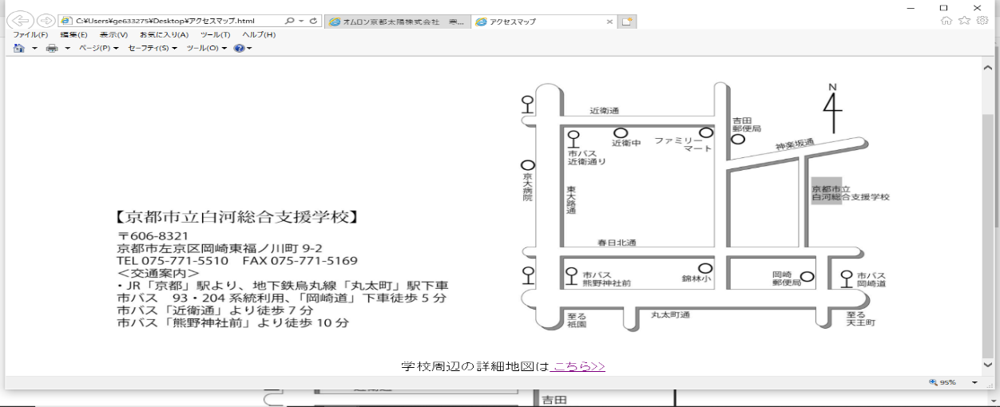 C:¥Users¥ge633275¥Desktop¥アクセスマップ.html
オムロン京都太陽株式会社 寒...
アクセスマップ
ファイル(F) 編集(E) 表示(V) お気に入り(A) ツール(T) ヘルプ(H)
ページ(P) セーフティ(S) ツール(O)
【京都市立白河総合支援学校】
〒606-8321
京都市左京区岡崎東福ノ川町 9-2
TEL 075-771-5510 FAX 075-771-5169
＜交通案内＞
・JR「京都」駅より、地下鉄烏丸線「丸太町」駅下車
市バス 93・204 系統利用、「岡崎道」下車徒歩 5 分
市バス「近衛通」より徒歩 7 分
市バス「熊野神社前」より徒歩 10 分
N
近衛通
吉田
郵便局
近衛中
ファミリー
マート
神楽坂通
市バス
近衛通り
京大病院
東大路通
京都市立
白河総合支援学校
春日北通
市バス
熊野神社前
錦林小
岡崎
郵便局
市バス
岡崎道
至る
祇園
丸太町通
至る
天王町
学校周辺の詳細地図は こちら>>
95%
近衛通
吉田